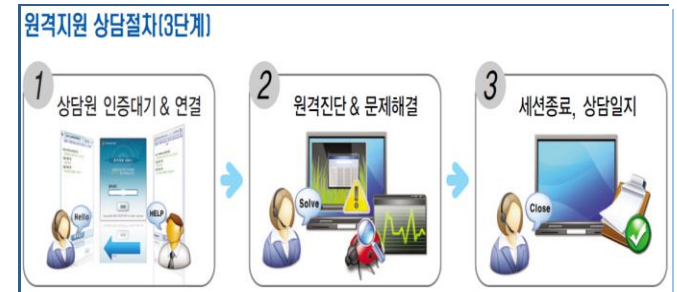 원격지원 상담절차(3단계)
1
상담원 인증대기 & 연결
Hello
HELP
2
원격진단 & 문제해결
Solve
3
세션종료, 상담일지
Close